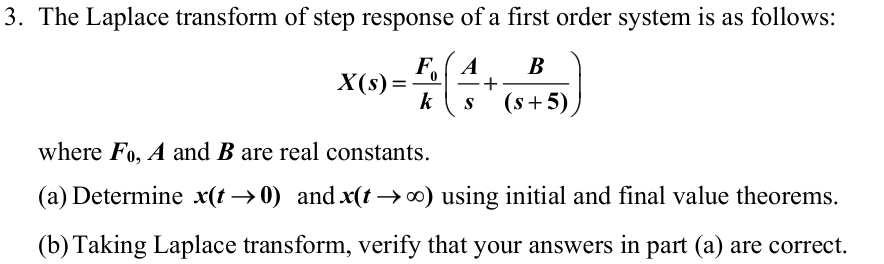 3. The Laplace transform of step response of a first order system is as follows:
X(s) = F₀/k ( A/s + B/(s+5) )
where F₀, A and B are real constants.
(a) Determine x(t → 0) and x(t → ∞) using initial and final value theorems.
(b) Taking Laplace transform, verify that your answers in part (a) are correct.